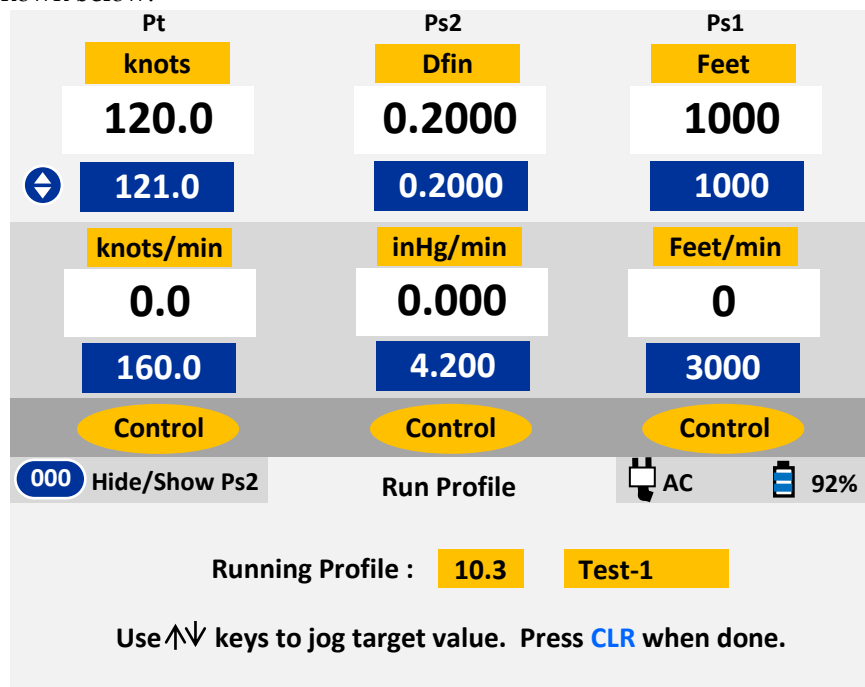 Pt Ps2 Ps1
knots Dfin Feet
120.0 0.2000 1000
121.0 0.2000 1000
knots/min inHg/min Feet/min
0.0 0.000 0
160.0 4.200 3000
Control Control Control
000 Hide/Show Ps2 Run Profile AC 92%
Running Profile : 10.3 Test-1
Use keys to jog target value. Press CLR when done.